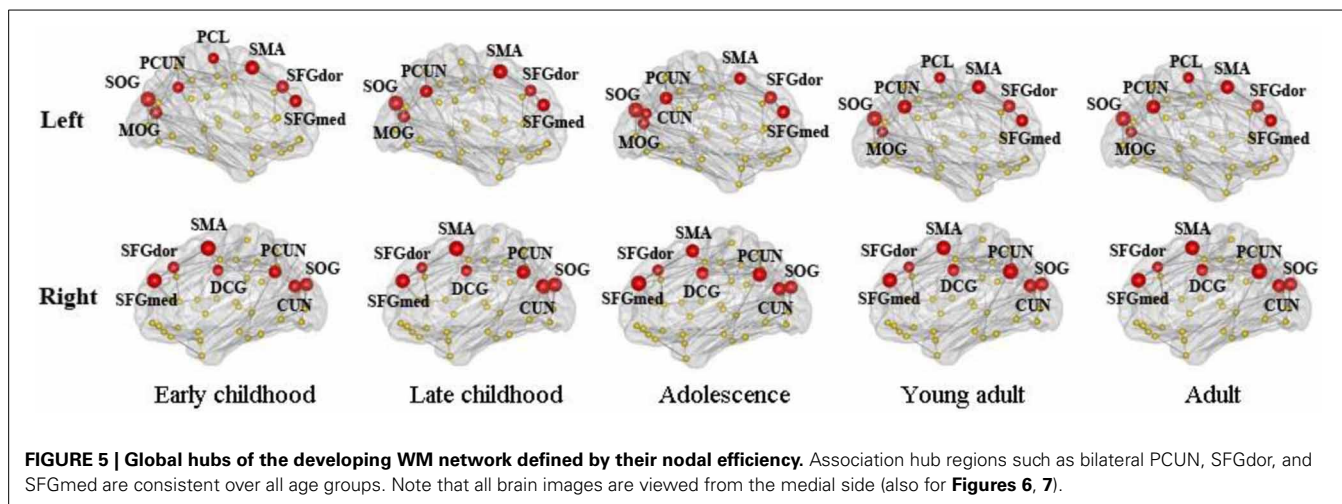 PCL
SMA
PCUN
SFGdor
SOG
MOG
SFGmed
SMA
PCUN
SFGdor
SOG
MOG
SFGmed
SMA
PCUN
SFGdor
SOG
CUN
MOG
SFGmed
PCL
SMA
PCUN
SFGdor
SOG
MOG
SFGmed
PCL
SMA
PCUN
SFGdor
SOG
MOG
SFGmed
Left
SMA
SFGdor
PCUN
SOG
DCG
SFGmed
CUN
SMA
SFGdor
PCUN
SOG
DCG
SFGmed
CUN
SMA
SFGdor
PCUN
SOG
DCG
SFGmed
CUN
SMA
SFGdor
PCUN
SOG
DCG
SFGmed
CUN
SMA
SFGdor
PCUN
SOG
DCG
SFGmed
CUN
Right
Early childhood Late childhood Adolescence Young adult Adult
FIGURE 5 | Global hubs of the developing WM network defined by their nodal efficiency. Association hub regions such as bilateral PCUN, SFGdor, and
SFGmed are consistent over all age groups. Note that all brain images are viewed from the medial side (also for Figures 6, 7).